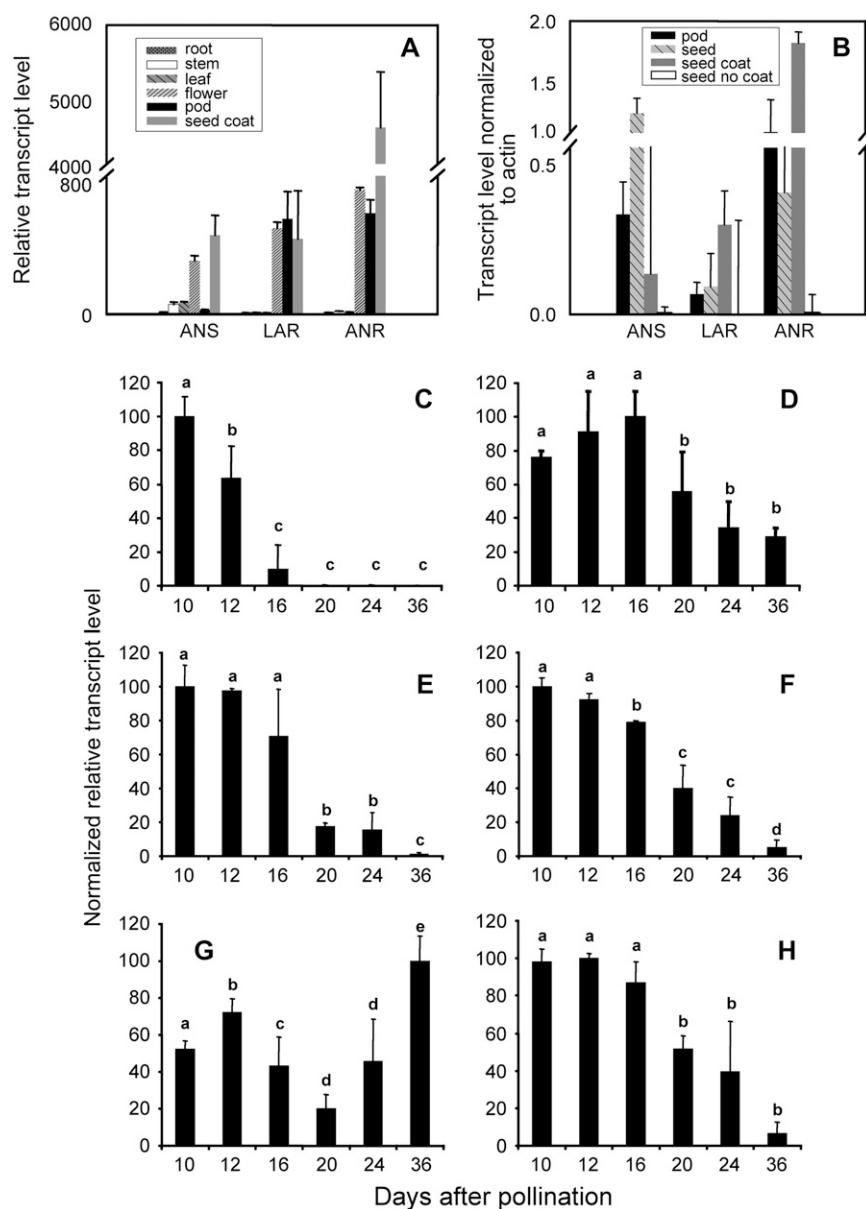 A
Relative transcript level
6000
5000
4000
800
0
root
stem
leaf
flower
pod
seed coat
ANS LAR ANR
B
Transcript level normalized
to actin
2.0
1.5
1.0
0.5
0.0
pod
seed
seed coat
seed no coat
ANS LAR ANR
Normalized relative transcript level
C
120
100
80
60
40
20
0
a b c c c c
10 12 16 20 24 36
D
120
100
80
60
40
20
0
a a a b b b
10 12 16 20 24 36
E
120
100
80
60
40
20
0
a a a b b c
10 12 16 20 24 36
F
120
100
80
60
40
20
0
a a b c c d
10 12 16 20 24 36
G
120
100
80
60
40
20
0
a b c d d e
10 12 16 20 24 36
H
120
100
80
60
40
20
0
a a a b b b
10 12 16 20 24 36
Days after pollination